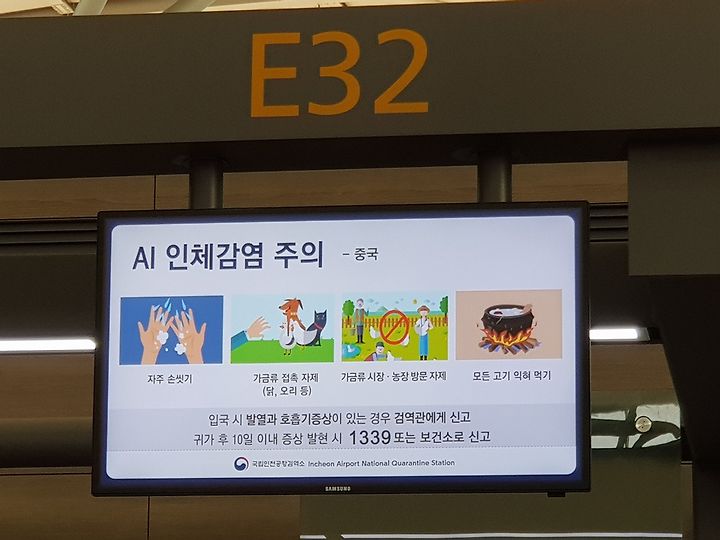 E32
AI 인체감염 주의 - 중국
자주 손씻기
가금류 접촉 자제
(닭, 오리 등)
가금류 시장·농장 방문 자제
모든 고기 익혀 먹기
입국 시 발열과 호흡기증상이 있는 경우 검역관에게 신고
귀가 후 10일 이내 증상 발현 시 1339 또는 보건소로 신고
국립인천공항검역소 Incheon Airport National Quarantine Station
SAMSUNG